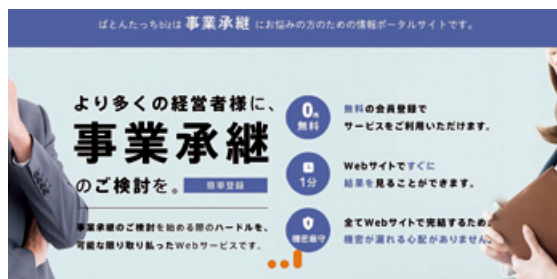 ばとんたっちbizは 事業承継 にお悩みの方のための情報ポータルサイトです。
より多くの経営者様に、
事業承継
のご検討を。 簡単登録
事業承継のご検討を始める際のハードルを、
可能な限り取り払ったWebサービスです。
0円
無料
無料の会員登録で
サービスをご利用いただけます。
1分
Webサイトですぐに
結果を見ることができます。
機密厳守
全てWebサイトで完結するため、
機密が漏れる心配がありません。